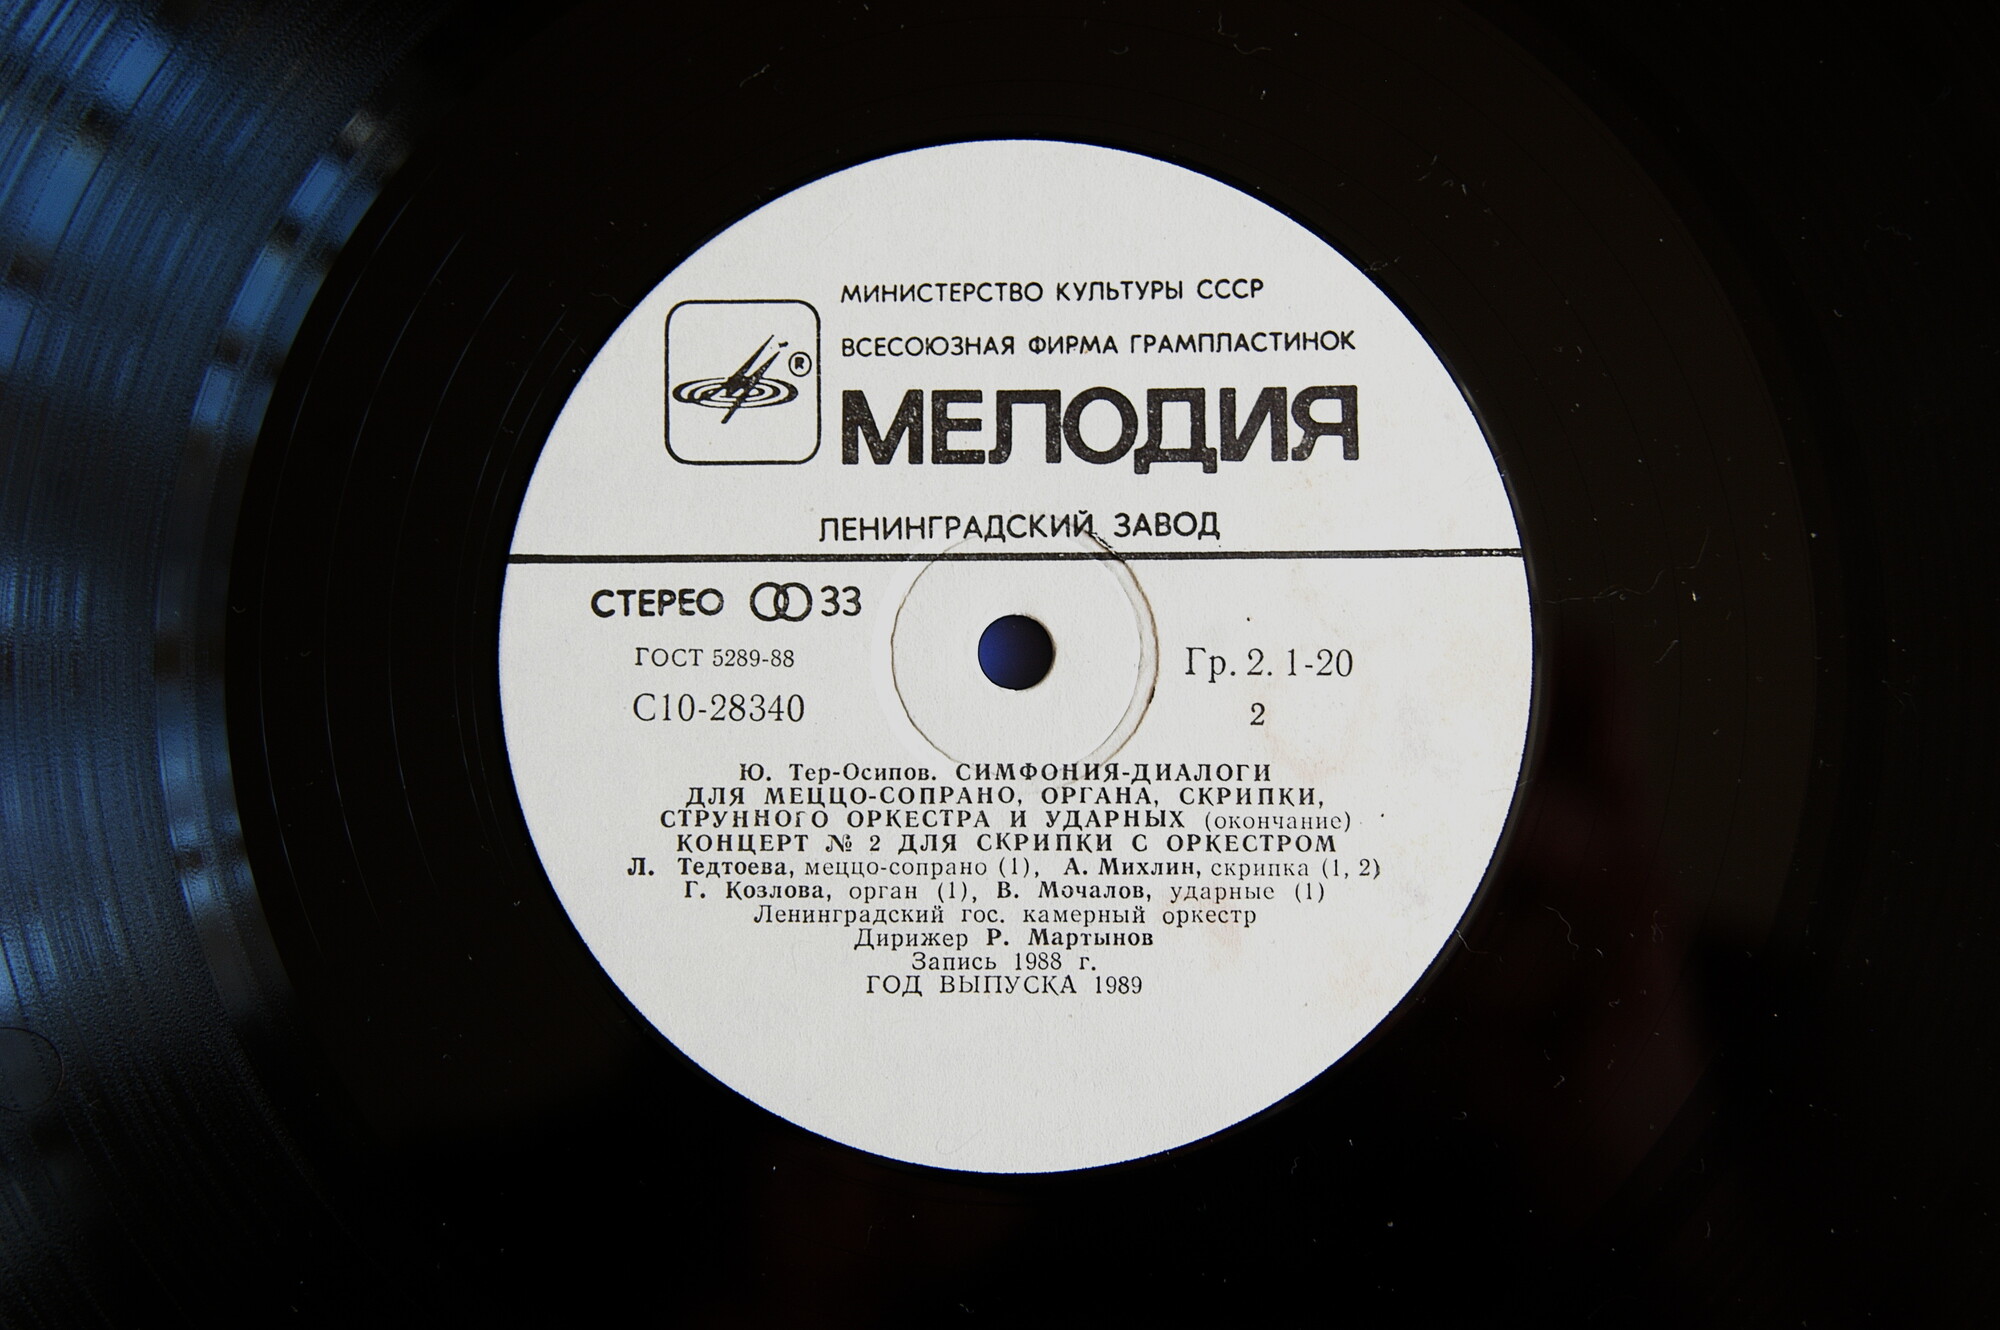 МИНИСТЕРСТВО КУЛЬТУРЫ СССР
ВСЕСОЮЗНАЯ ФИРМА ГРАМПЛАСТИНОК
®
МЕЛОДИЯ
ЛЕНИНГРАДСКИЙ ЗАВОД
СТЕРЕО 33
ГОСТ 5289-88
Гр. 2. 1-20
С10-28340
2
Ю. Тер-Осипов. СИМФОНИЯ-ДИАЛОГИ
ДЛЯ МЕЦЦО-СОПРАНО, ОРГАНА, СКРИПКИ,
СТРУННОГО ОРКЕСТРА И УДАРНЫХ (окончание)
КОНЦЕРТ № 2 ДЛЯ СКРИПКИ С ОРКЕСТРОМ
Л. Тедтоева, меццо-сопрано (1), А. Михлин, скрипка (1, 2)
Г. Козлова, орган (1), В. Мочалов, ударные (1)
Ленинградский гос. камерный оркестр
Дирижер Р. Мартынов
Запись 1988 г.
ГОД ВЫПУСКА 1989